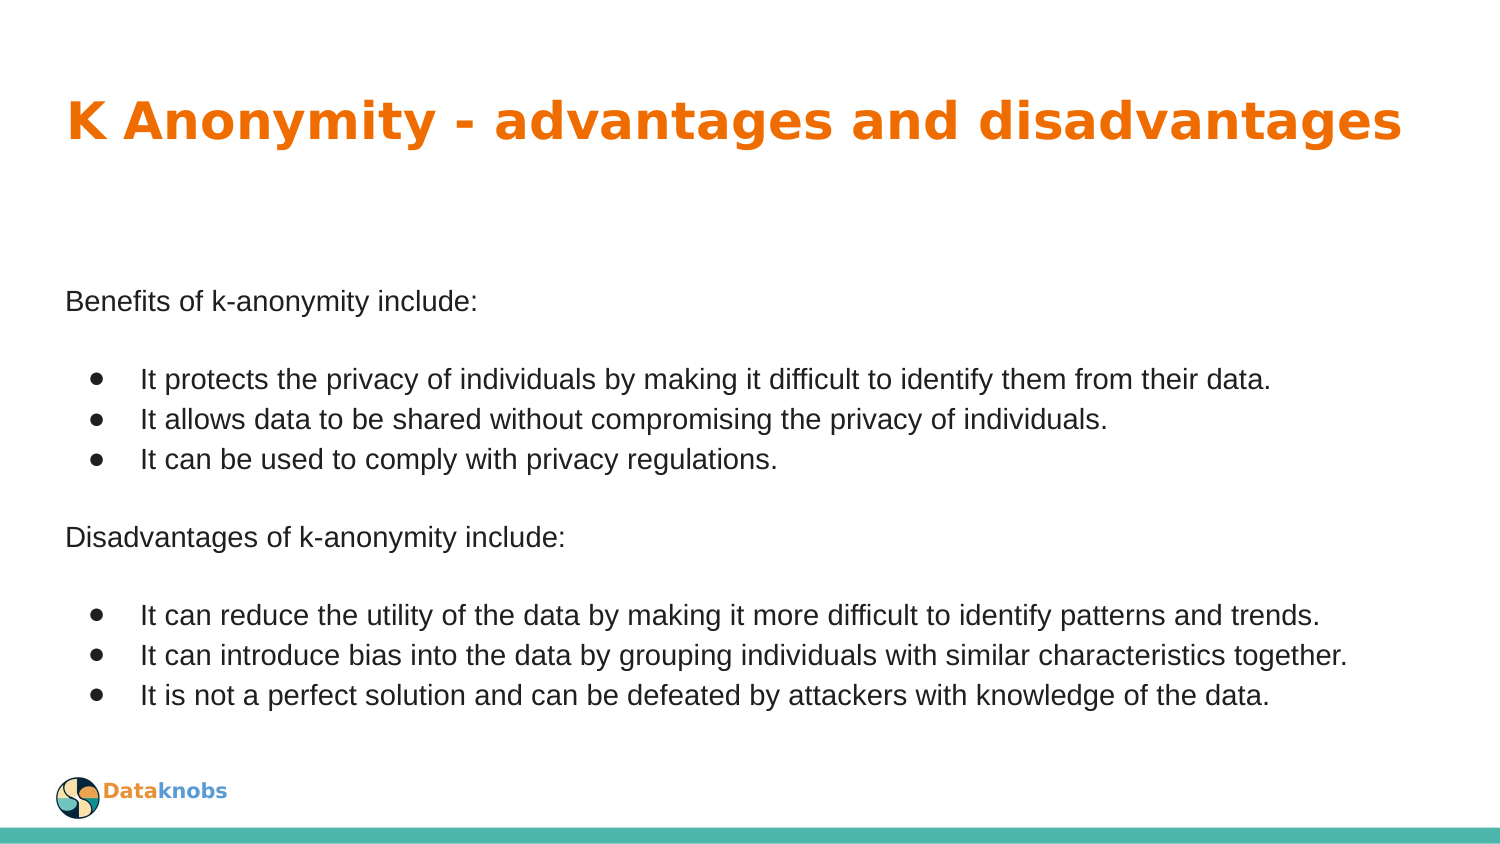 K Anonymity - advantages and disadvantages
Benefits of k-anonymity include:
● It protects the privacy of individuals by making it difficult to identify them from their data.
● It allows data to be shared without compromising the privacy of individuals.
● It can be used to comply with privacy regulations.
Disadvantages of k-anonymity include:
● It can reduce the utility of the data by making it more difficult to identify patterns and trends.
● It can introduce bias into the data by grouping individuals with similar characteristics together.
● It is not a perfect solution and can be defeated by attackers with knowledge of the data.
Dataknobs